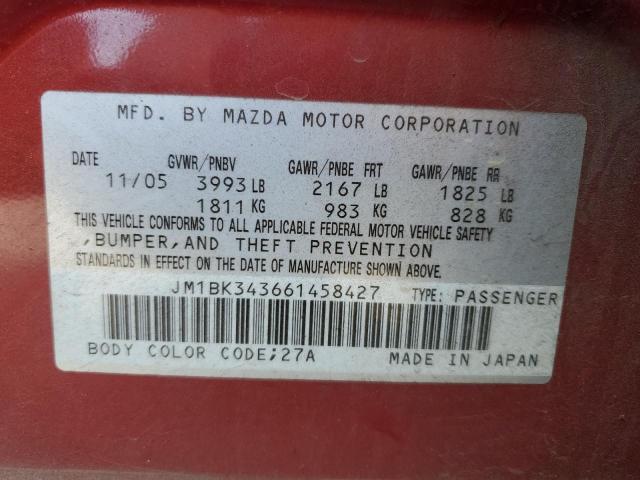 MFD. BY MAZDA MOTOR CORPORATION
DATE GVWR/PNBV GAWR/PNBE FRT GAWR/PNBE RR
11/05 3993 LB 2167 LB 1825 LB
1811 KG 983 KG 828 KG
THIS VEHICLE CONFORMS TO ALL APPLICABLE FEDERAL MOTOR VEHICLE SAFETY
,BUMPER,AND THEFT PREVENTION
STANDARDS IN EFFECT ON THE DATE OF MANUFACTURE SHOWN ABOVE.
JM1BK343661458427 TYPE: PASSENGER
BODY COLOR CODE;27A MADE IN JAPAN